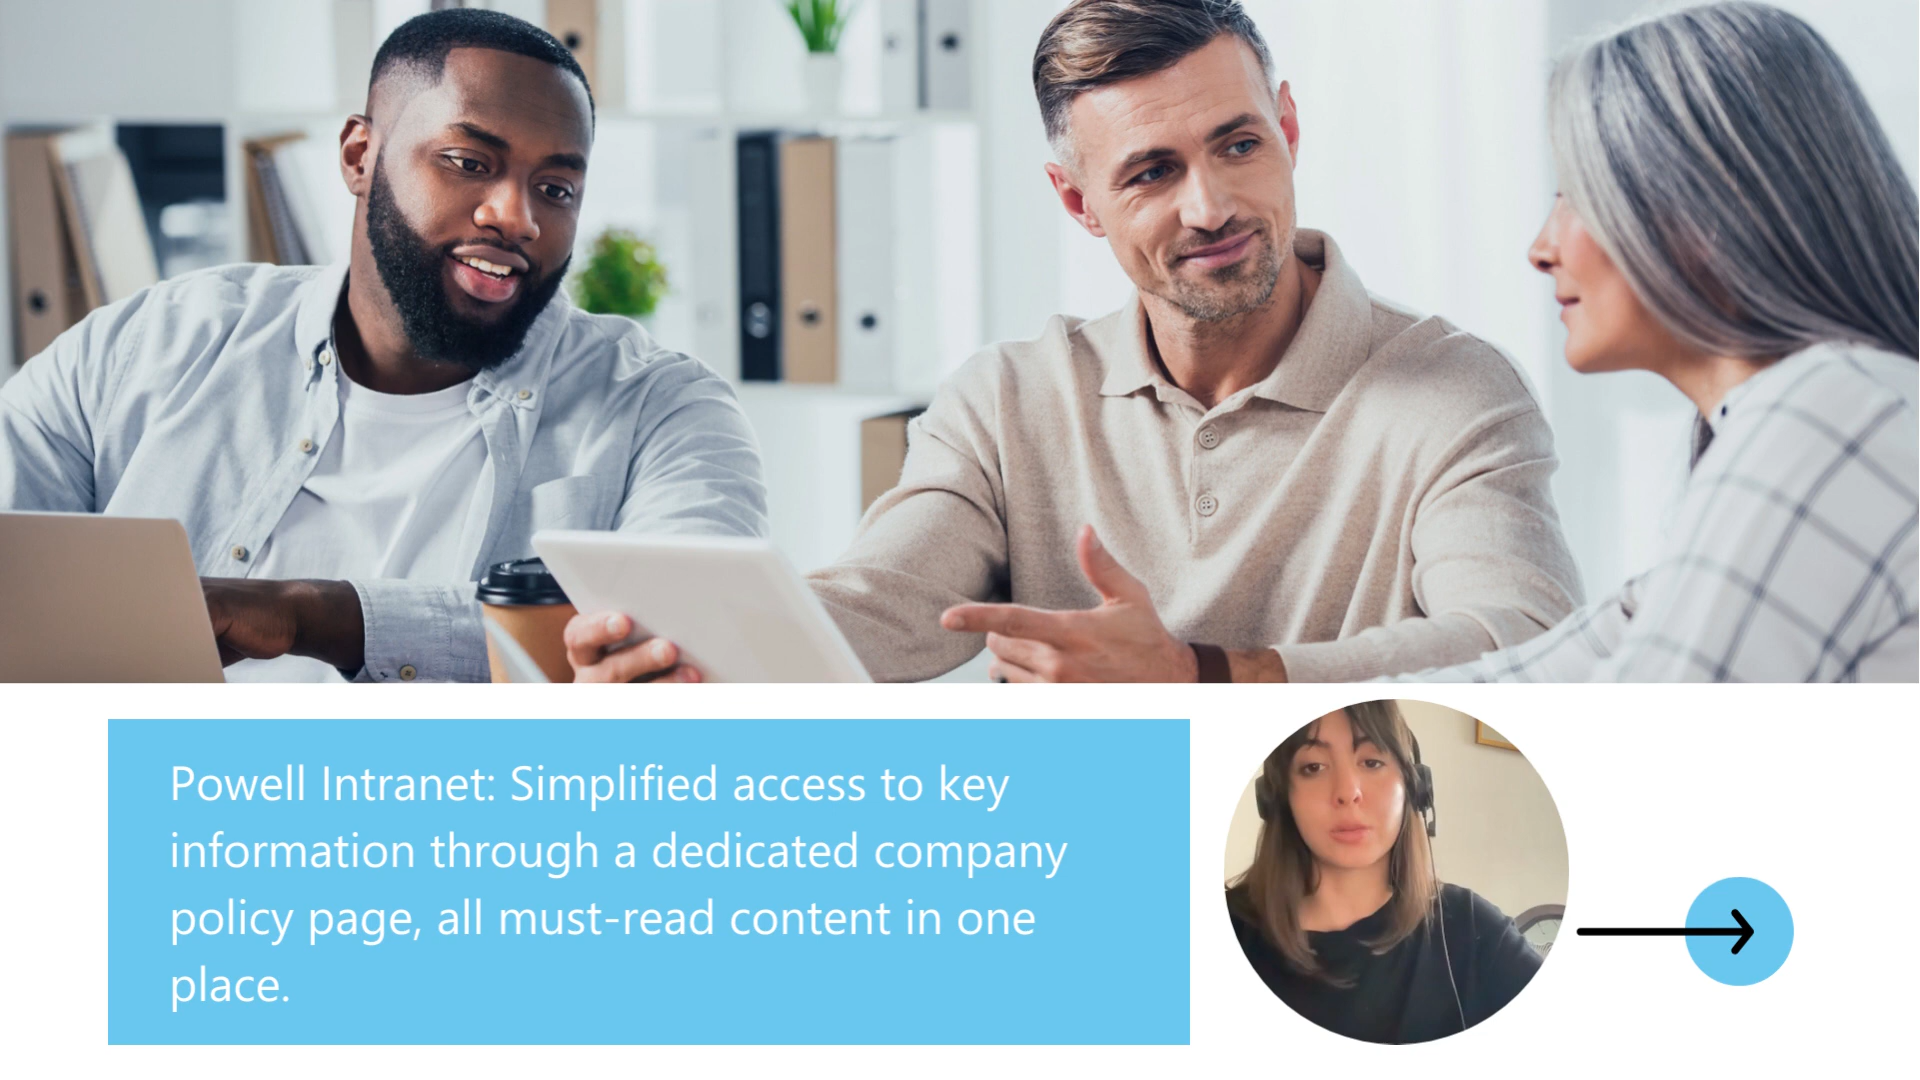 Powell Intranet: Simplified access to key
information through a dedicated company
policy page, all must-read content in one
place.